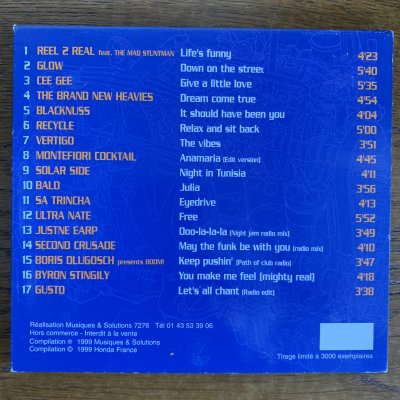 1 REEL 2 REAL feat. THE MAD STUNTMAN Life's funny 4'23
2 GLOW Down on the street 5'40
3 CEE GEE Give a little love 5'35
4 THE BRAND NEW HEAVIES Dream come true 4'54
5 BLACKNUSS It should have been you 4'04
6 RECYCLE Relax and sit back 5'00
7 VERTIGO The vibes 3'51
8 MONTEFIORI COCKTAIL Anamaria (Edit version) 4'45
9 SOLAR SIDE Night in Tunisia 4'11
10 BALD Julia 3'56
11 SA TRINCHA Eyedrive 4'13
12 ULTRA NATE Free 5'52
13 JUSTNE EARP Ooo-la-la-la (Night jam radio mix) 3'49
14 SECOND CRUSADE May the funk be with you (radio mix) 4'10
15 BORIS DLUGOSCH presents BOOM! Keep pushin' (Path of club radio) 3'47
16 BYRON STINGILY You make me feel (mighty real) 4'18
17 GUSTO Let's all chant (Radio edit) 3'38
Réalisation Musiques & Solutions 7276 Tél 01 43 53 39 06
Hors commerce - Interdit à la vente
Compilation ℗ 1999 Musiques & Solutions
Compilation © 1999 Honda France
Tirage limité à 3000 exemplaires